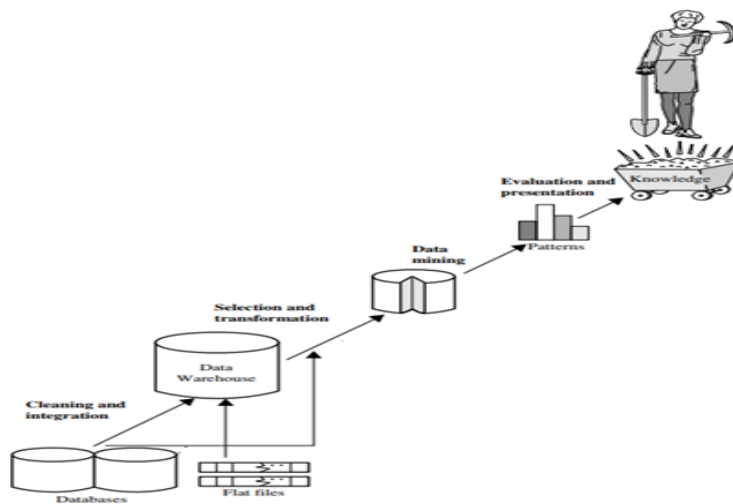 Knowledge
Evaluation and
presentation
Patterns
Data
mining
Selection and
transformation
Data
Warehouse
Cleaning and
integration
Databases
Flat files